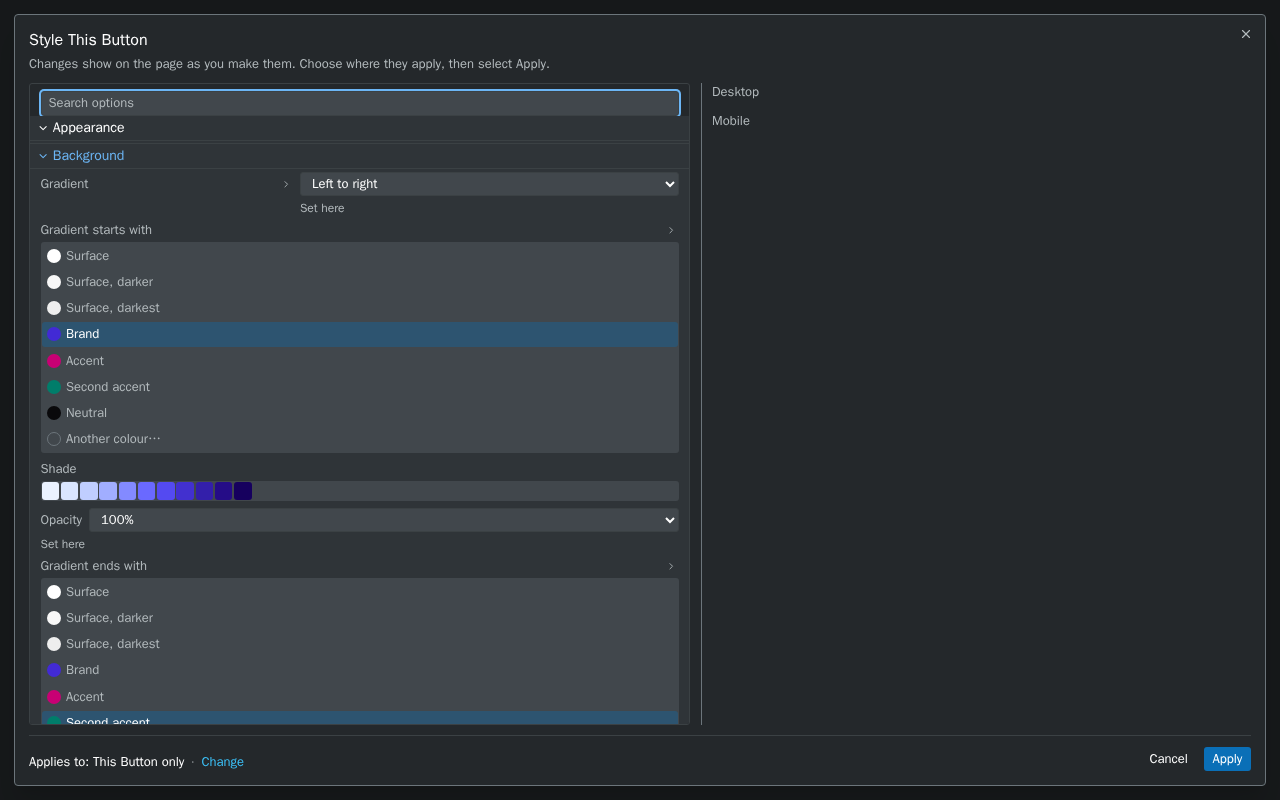 Style This Button
Changes show on the page as you make them. Choose where they apply, then select Apply.
Search options
Appearance
Background
Gradient
Left to right
Set here
Gradient starts with
Surface
Surface, darker
Surface, darkest
Brand
Accent
Second accent
Neutral
Another colour···
Shade
Opacity
100%
Set here
Gradient ends with
Surface
Surface, darker
Surface, darkest
Brand
Accent
Second accent
Desktop
Mobile
Applies to: This Button only · Change
Cancel
Apply